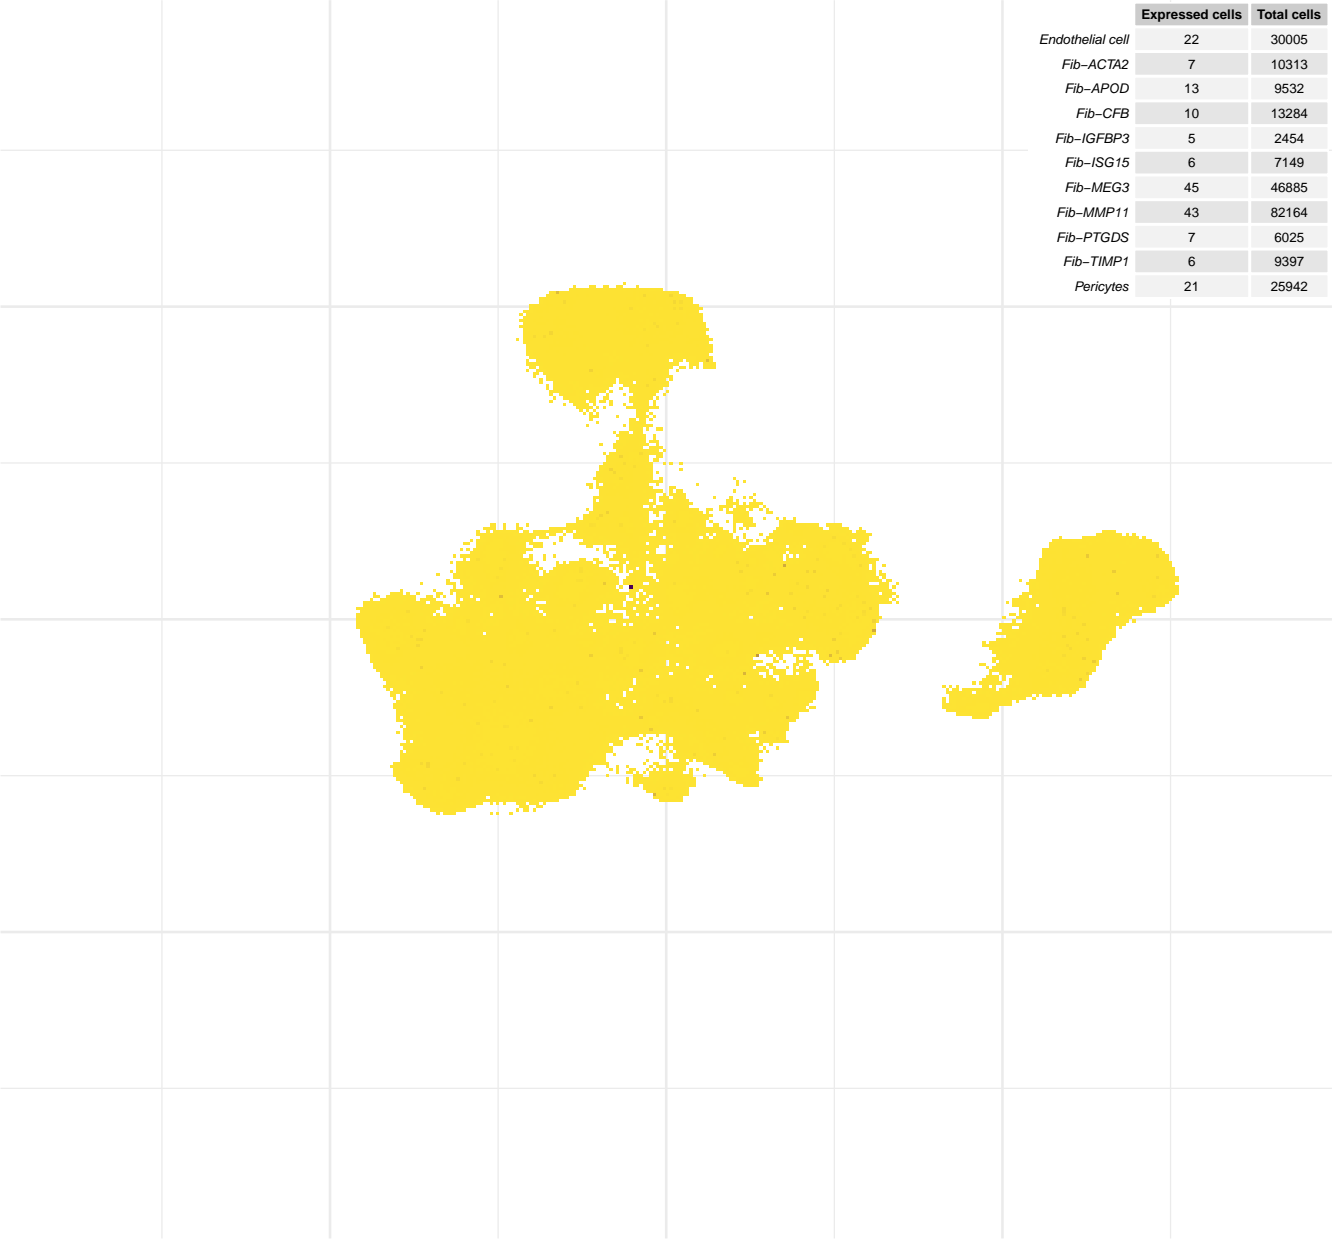 Expressed cells Total cells
Endothelial cell 22 30005
Fib−ACTA2 7 10313
Fib−APOD 13 9532
Fib−CFB 10 13284
Fib−IGFBP3 5 2454
Fib−ISG15 6 7149
Fib−MEG3 45 46885
Fib−MMP11 43 82164
Fib−PTGDS 7 6025
Fib−TIMP1 6 9397
Pericytes 21 25942